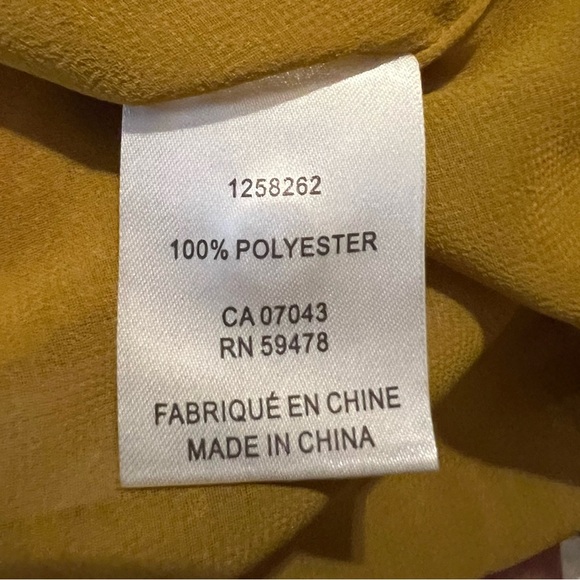 1258262
100% POLYESTER
CA 07043
RN 59478
FABRIQUÉ EN CHINE
MADE IN CHINA